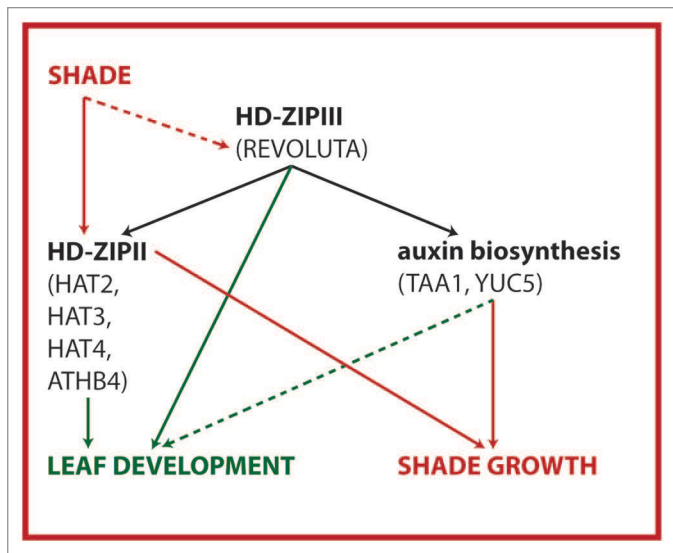 SHADE
HD-ZIPIII
(REVOLUTA)
HD-ZIPII
(HAT2,
HAT3,
HAT4,
ATHB4)
auxin biosynthesis
(TAA1, YUC5)
LEAF DEVELOPMENT
SHADE GROWTH